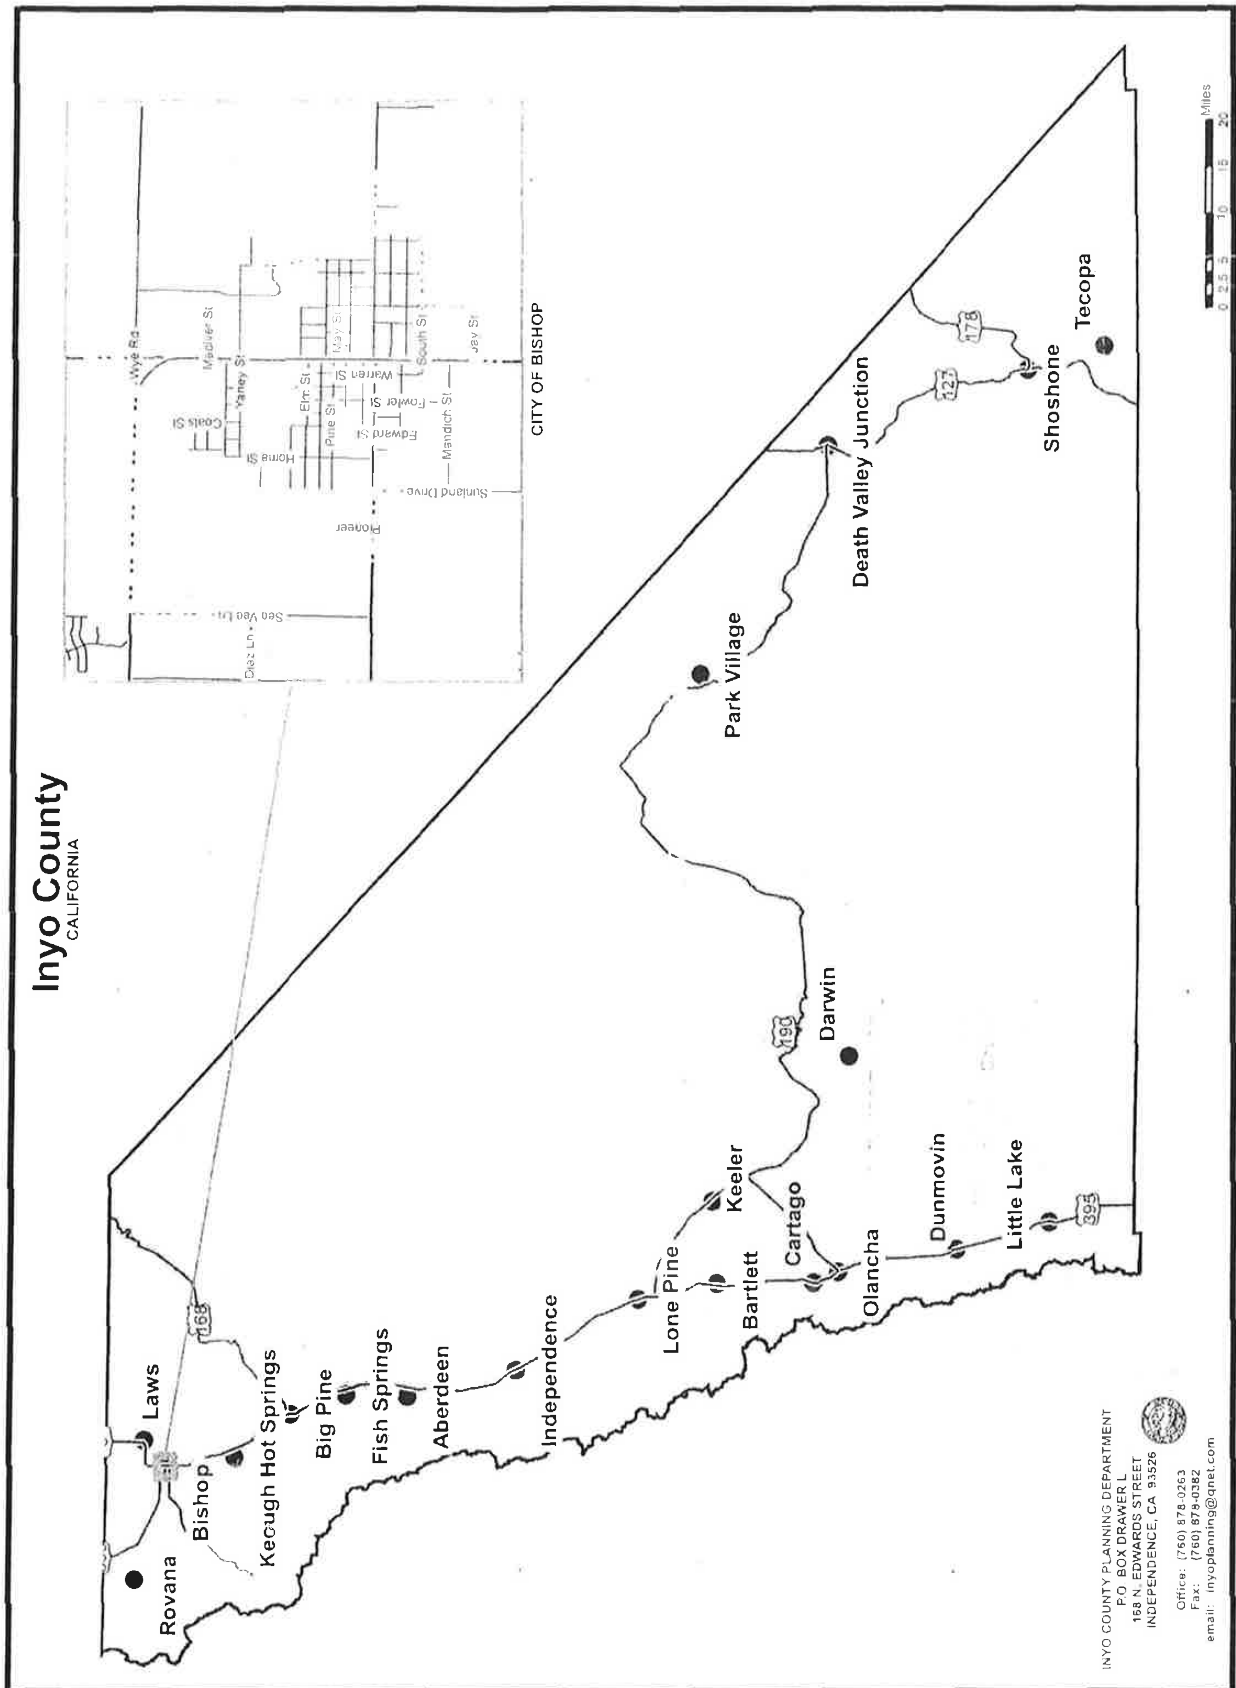 Inyo County
CALIFORNIA
Wye Rd
Maciver St
Yaney St
Coats St
Elm St
Pine St
May St
Warren St
Fowler St
Edward St
Home St
South St
Jay St
Mandich St
Sunland Drive
Pioneer
See Vee Ln
Diaz Ln
CITY OF BISHOP
Rovana
Laws
Bishop
168
Keough Hot Springs
Big Pine
Fish Springs
Aberdeen
Independence
Lone Pine
Keeler
Bartlett
Cartago
Olancha
190
Darwin
Dunmovin
Little Lake
395
Park Village
Death Valley Junction
127
178
Shoshone
Tecopa
Miles
0 2.5 5 10 15 20
INYO COUNTY PLANNING DEPARTMENT
P.O. BOX DRAWER L
168 N. EDWARDS STREET
INDEPENDENCE, CA 93526
Office: (760) 878-0263
Fax: (760) 878-0382
email: inyoplanning@qnet.com